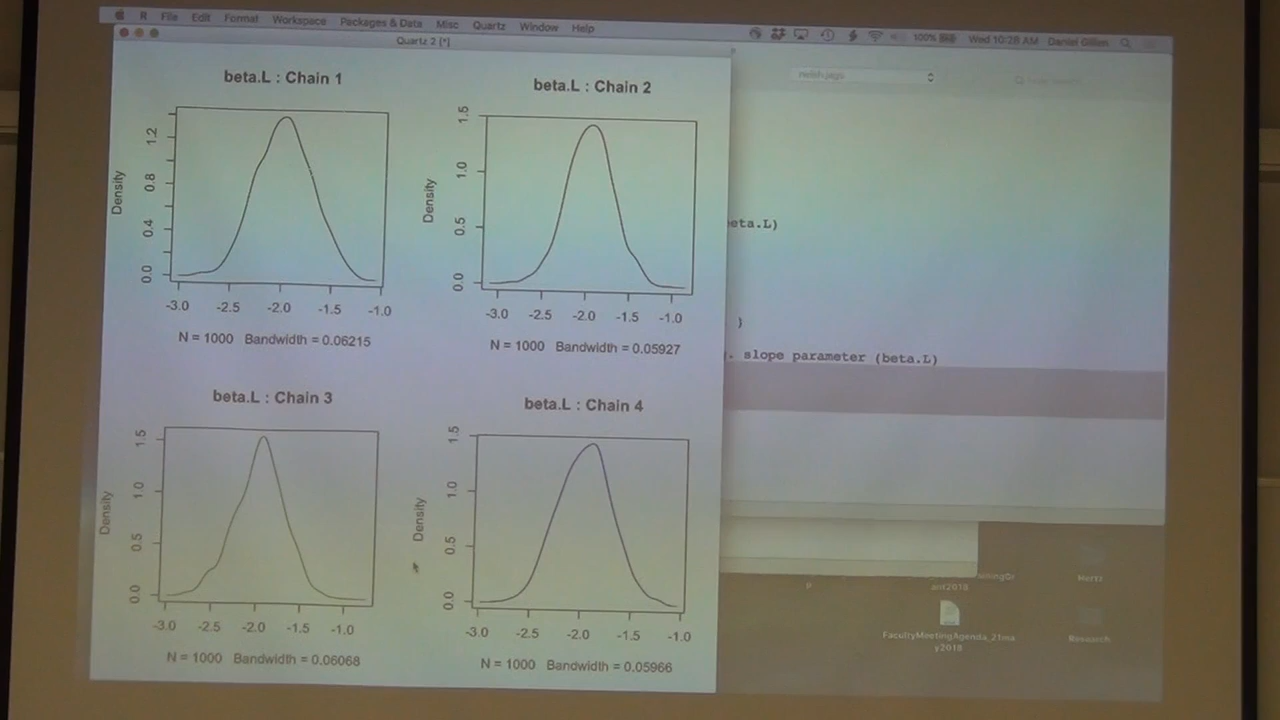 R File Edit Format Workspace Packages & Data Misc Quartz Window Help 100% Wed 10:28 AM Daniel Gillen
Quartz 2 [*]
beta.L : Chain 1
Density
0.0 0.4 0.8 1.2
-3.0 -2.5 -2.0 -1.5 -1.0
N = 1000 Bandwidth = 0.06215
beta.L : Chain 2
Density
0.0 0.5 1.0 1.5
-3.0 -2.5 -2.0 -1.5 -1.0
N = 1000 Bandwidth = 0.05927
beta.L : Chain 3
Density
0.0 0.5 1.0 1.5
-3.0 -2.5 -2.0 -1.5 -1.0
N = 1000 Bandwidth = 0.06068
beta.L : Chain 4
Density
0.0 0.5 1.0 1.5
-3.0 -2.5 -2.0 -1.5 -1.0
N = 1000 Bandwidth = 0.05966
eta.L)
)
. slope parameter (beta.L)
ant2018
Hertz
FacultyMeetingAgenda_21ma
y2018
Research